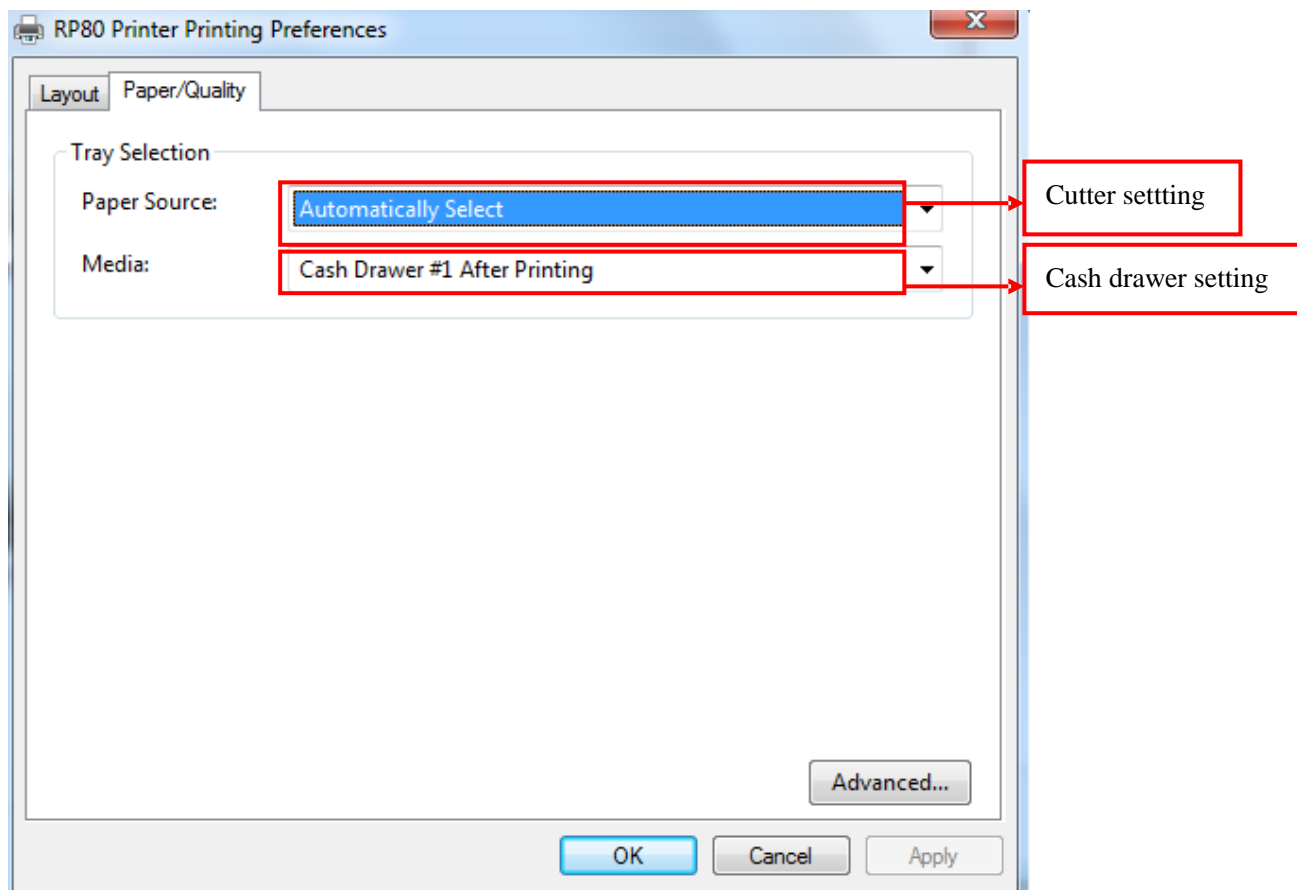 RP80 Printer Printing Preferences
x
Layout
Paper/Quality
Tray Selection
Paper Source:
Automatically Select
Cutter settting
Media:
Cash Drawer #1 After Printing
Cash drawer setting
Advanced...
OK
Cancel
Apply